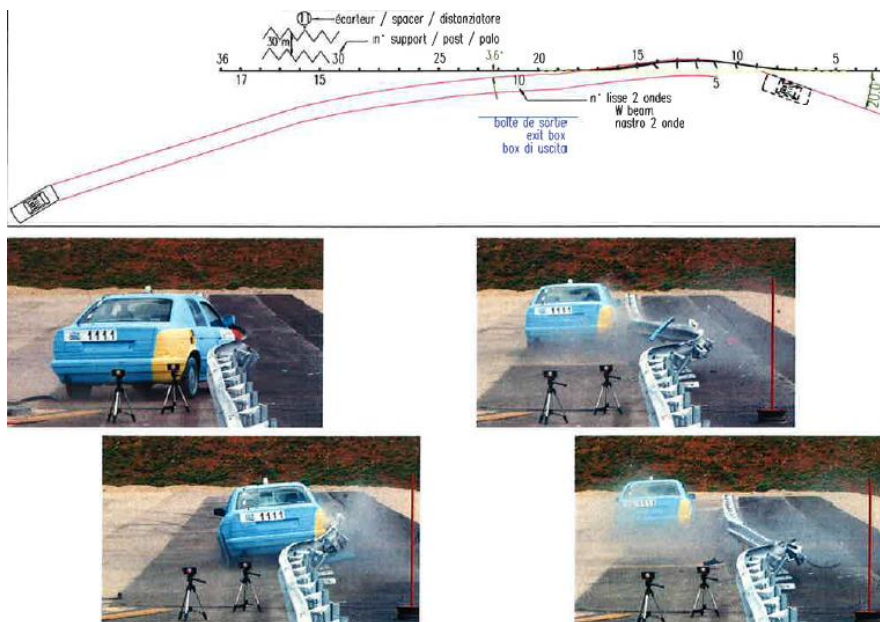 11
écarteur / spacer / distanziatore
30 m
n° support / post / palo
36 30 25 3.6° 20 15 10 3
17 15 10 5
20.0°
n° lisse 2 ondes
W beam
nastro 2 onde
boîte de sortie
exit box
box di uscita
1111
1111
1111
1111